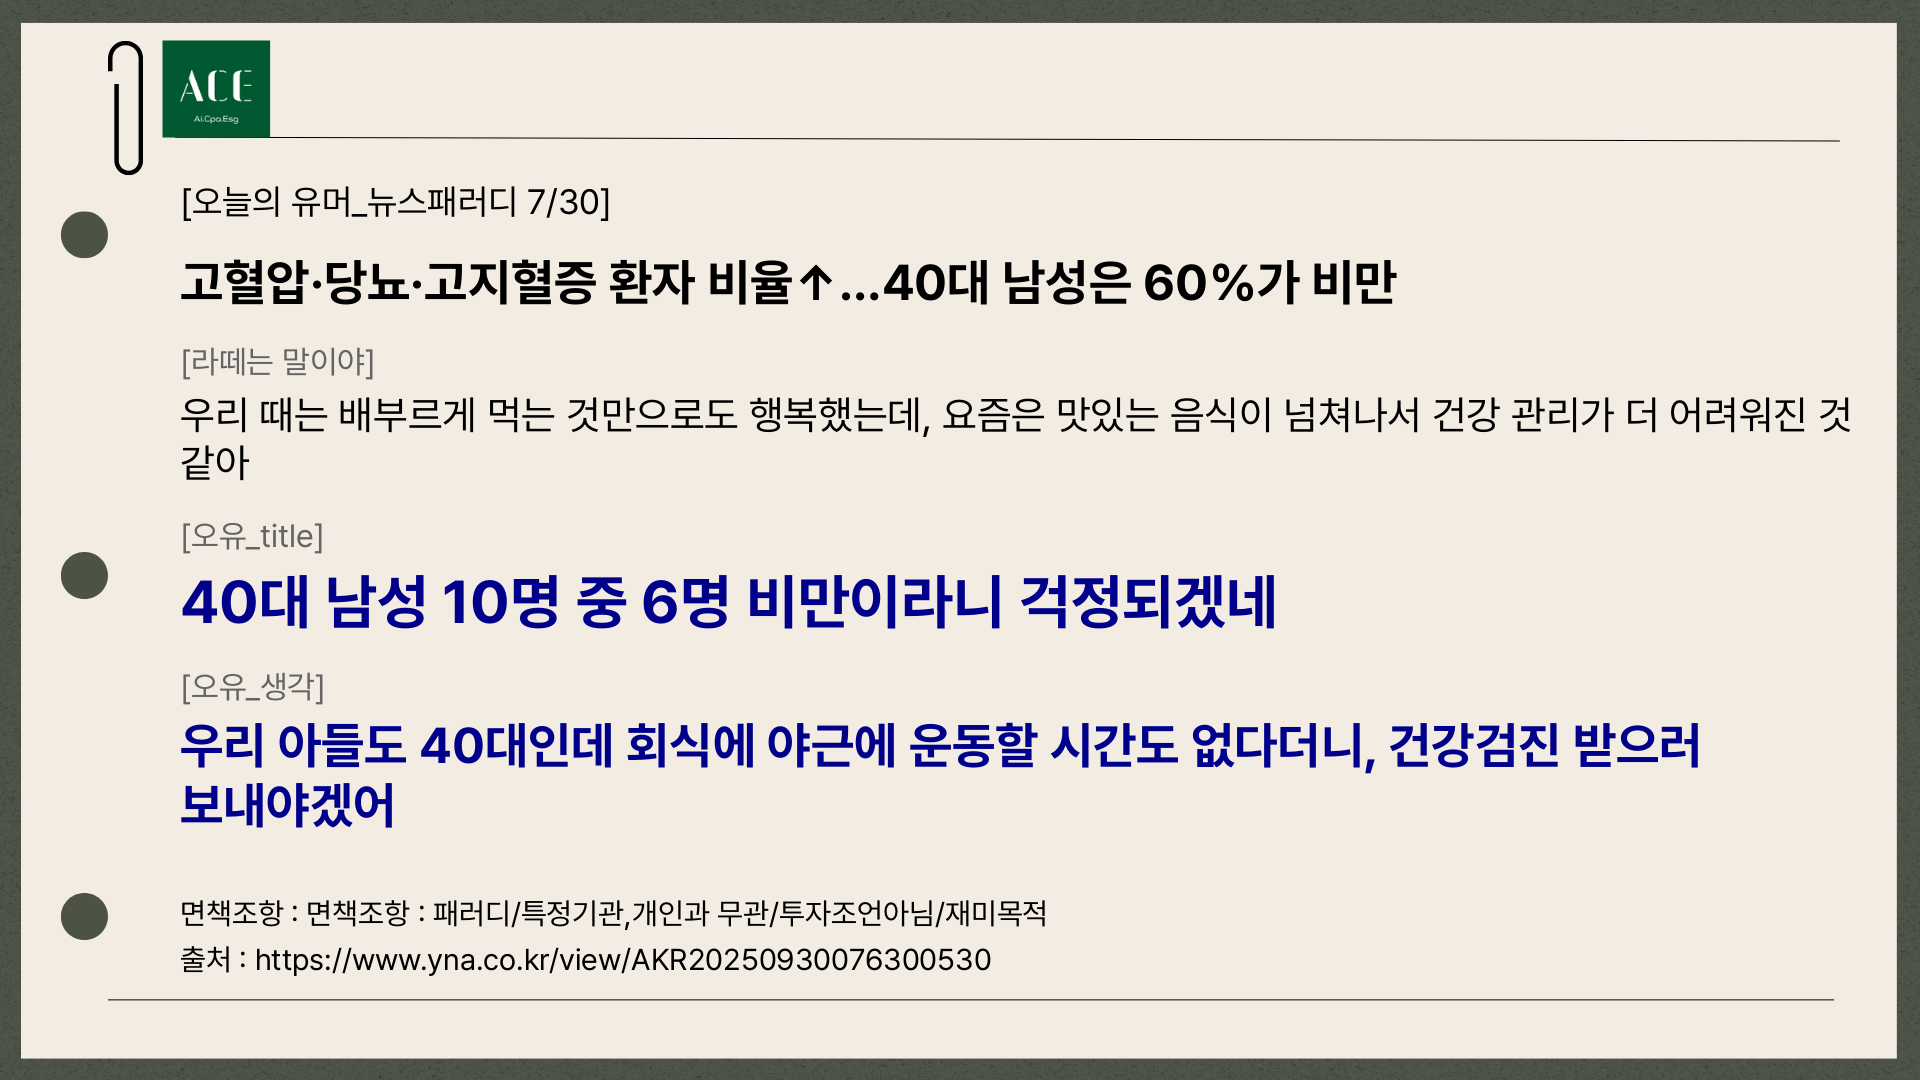 ACE
Ai.Cpa.Esg
[오늘의 유머_뉴스패러디 7/30]
고혈압·당뇨·고지혈증 환자 비율↑…40대 남성은 60%가 비만
[라떼는 말이야]
우리 때는 배부르게 먹는 것만으로도 행복했는데, 요즘은 맛있는 음식이 넘쳐나서 건강 관리가 더 어려워진 것
같아
[오유_title]
40대 남성 10명 중 6명 비만이라니 걱정되겠네
[오유_생각]
우리 아들도 40대인데 회식에 야근에 운동할 시간도 없다더니, 건강검진 받으러
보내야겠어
면책조항 : 면책조항 : 패러디/특정기관,개인과 무관/투자조언아님/재미목적
출처 : https://www.yna.co.kr/view/AKR20250930076300530